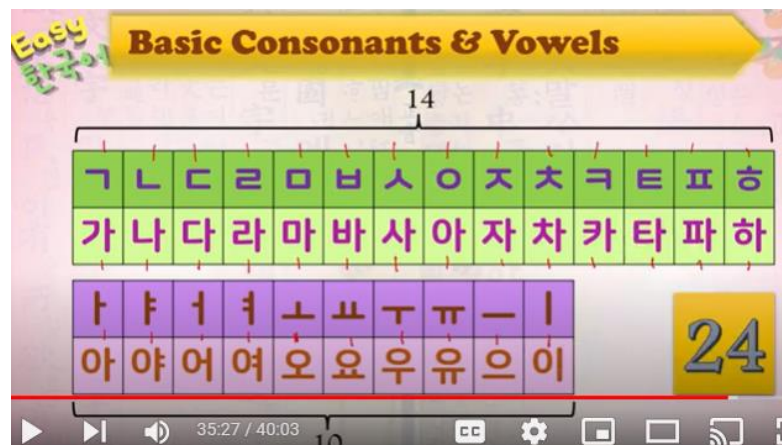 Easy
한국어
Basic Consonants & Vowels
14
ㄱ ㄴ ㄷ ㄹ ㅁ ㅂ ㅅ ㅇ ㅈ ㅊ ㅋ ㅌ ㅍ ㅎ
가 나 다 라 마 바 사 아 자 차 카 타 파 하
ㅏ ㅑ ㅓ ㅕ ㅗ ㅛ ㅜ ㅠ ㅡ ㅣ
아 야 어 여 오 요 우 유 으 이
24
35:27 / 40:03
CC
10